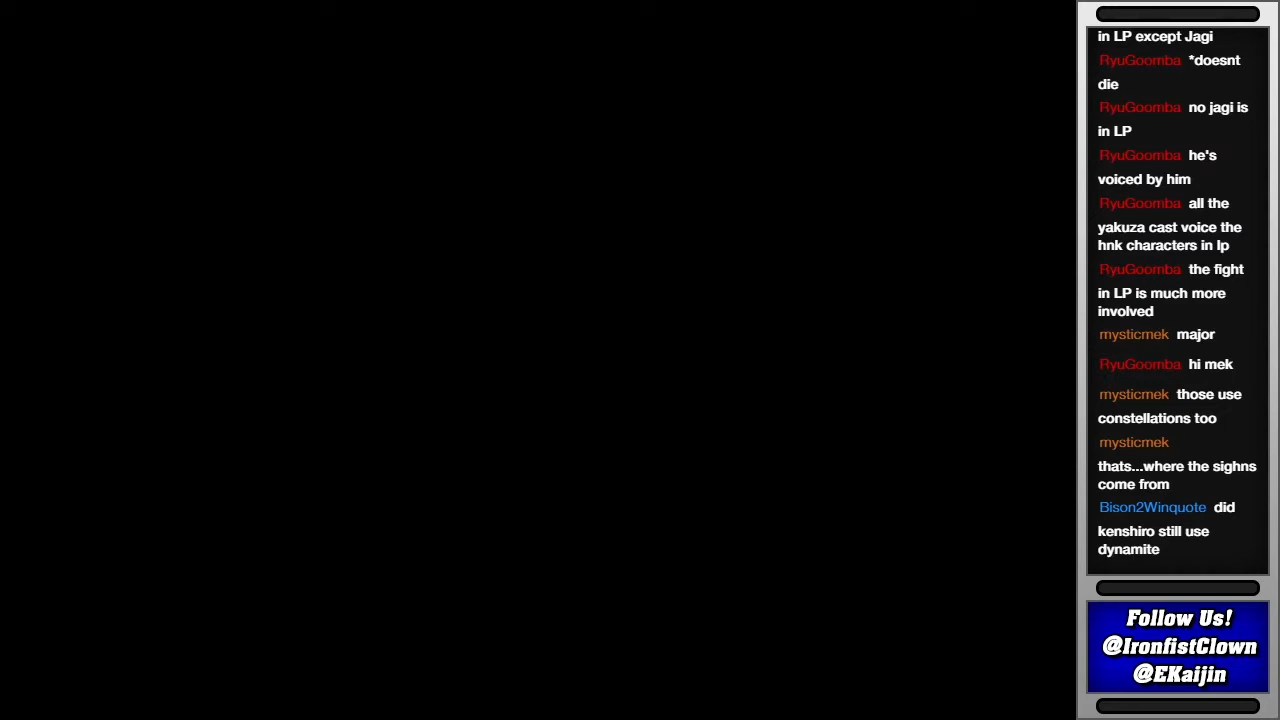 in LP except Jagi
RyuGoomba *doesnt
die
RyuGoomba no jagi is
in LP
RyuGoomba he's
voiced by him
RyuGoomba all the
yakuza cast voice the
hnk characters in lp
RyuGoomba the fight
in LP is much more
involved
mysticmek major
RyuGoomba hi mek
mysticmek those use
constellations too
mysticmek
thats...where the sighns
come from
Bison2Winquote did
kenshiro still use
dynamite
Follow Us!
@IronfistClown
@EKaijin